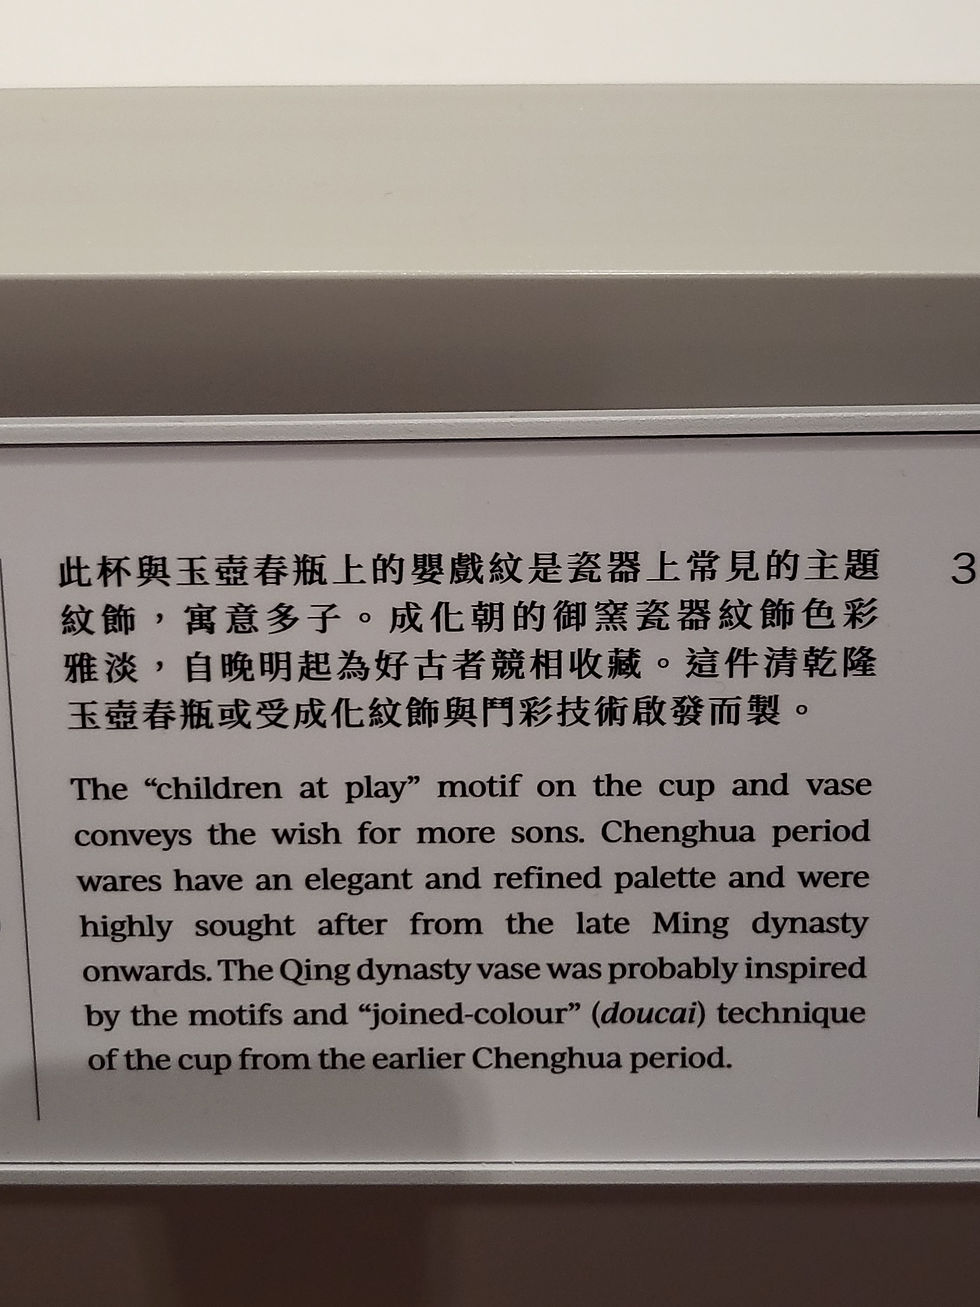 此杯與玉壺春瓶上的嬰戲紋是瓷器上常見的主題
紋飾，寓意多子。成化朝的御窯瓷器紋飾色彩
雅淡，自晚明起為好古者競相收藏。這件清乾隆
玉壺春瓶或受成化紋飾與鬥彩技術啟發而製。
The “children at play” motif on the cup and vase
conveys the wish for more sons. Chenghua period
wares have an elegant and refined palette and were
highly sought after from the late Ming dynasty
onwards. The Qing dynasty vase was probably inspired
by the motifs and “joined-colour” (doucai) technique
of the cup from the earlier Chenghua period.
3